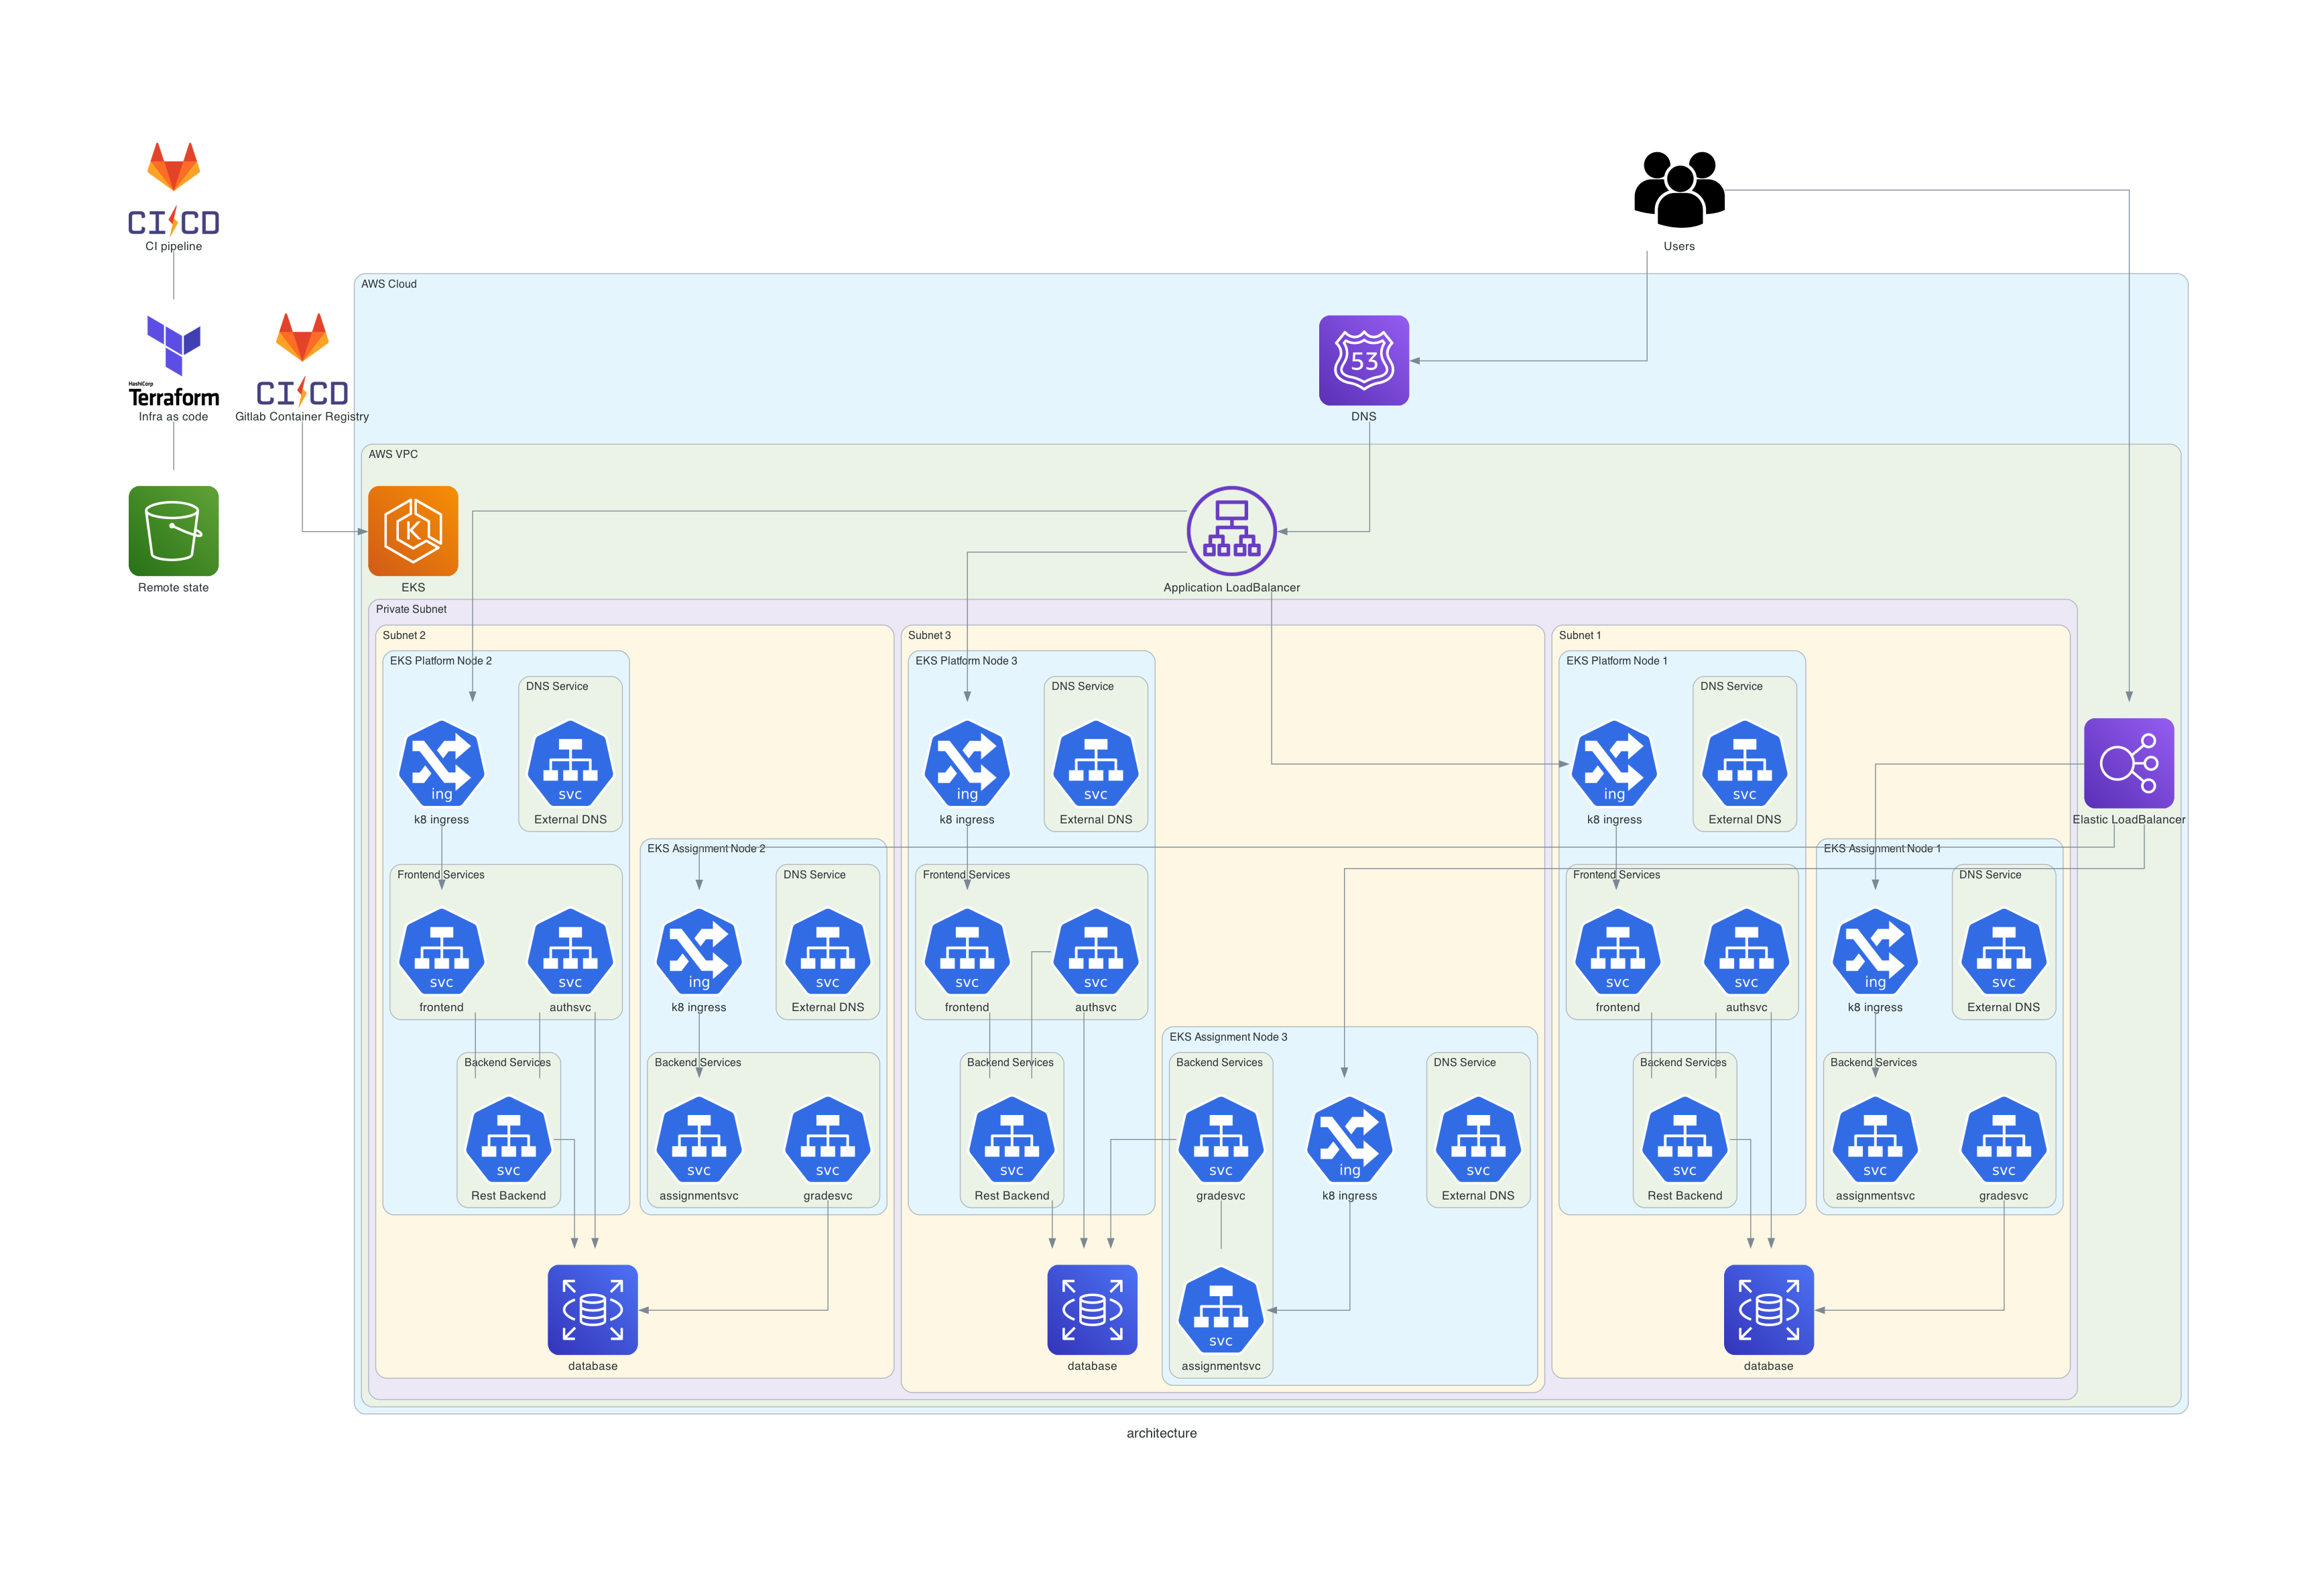 CI CD
CI pipeline
Users
AWS Cloud
HashiCorp
Terraform
Infra as code
CI CD
Gitlab Container Registry
53
DNS
AWS VPC
Remote state
K
EKS
Application LoadBalancer
Private Subnet
Subnet 2
Subnet 3
Subnet 1
EKS Platform Node 2
EKS Platform Node 3
EKS Platform Node 1
DNS Service
DNS Service
DNS Service
ing
k8 ingress
svc
External DNS
ing
k8 ingress
svc
External DNS
ing
k8 ingress
svc
External DNS
Elastic LoadBalancer
EKS Assignment Node 2
EKS Assignment Node 1
Frontend Services
DNS Service
Frontend Services
Frontend Services
DNS Service
svc
frontend
svc
authsvc
ing
k8 ingress
svc
External DNS
svc
frontend
svc
authsvc
svc
frontend
svc
authsvc
ing
k8 ingress
svc
External DNS
EKS Assignment Node 3
Backend Services
Backend Services
Backend Services
Backend Services
DNS Service
Backend Services
Backend Services
svc
Rest Backend
svc
assignmentsvc
svc
gradesvc
svc
Rest Backend
svc
gradesvc
ing
k8 ingress
svc
External DNS
svc
Rest Backend
svc
assignmentsvc
svc
gradesvc
database
database
svc
assignmentsvc
database
architecture